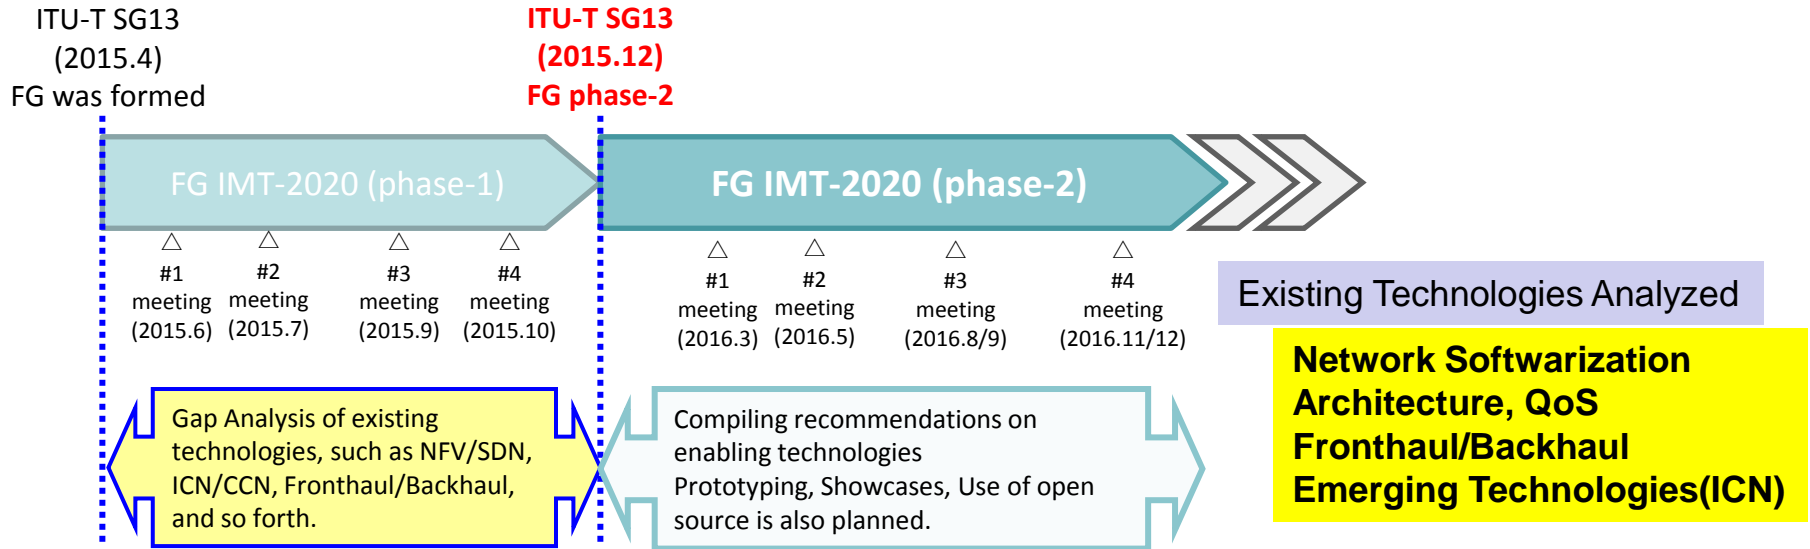 ITU-T SG13
(2015.4)
FG was formed
ITU-T SG13
(2015.12)
FG phase-2
FG IMT-2020 (phase-1)
FG IMT-2020 (phase-2)
#1
meeting
(2015.6)
#2
meeting
(2015.7)
#3
meeting
(2015.9)
#4
meeting
(2015.10)
#1
meeting
(2016.3)
#2
meeting
(2016.5)
#3
meeting
(2016.8/9)
#4
meeting
(2016.11/12)
Existing Technologies Analyzed
Network Softwarization
Architecture, QoS
Fronthaul/Backhaul
Emerging Technologies(ICN)
Gap Analysis of existing
technologies, such as NFV/SDN,
ICN/CCN, Fronthaul/Backhaul,
and so forth.
Compiling recommendations on
enabling technologies
Prototyping, Showcases, Use of open
source is also planned.